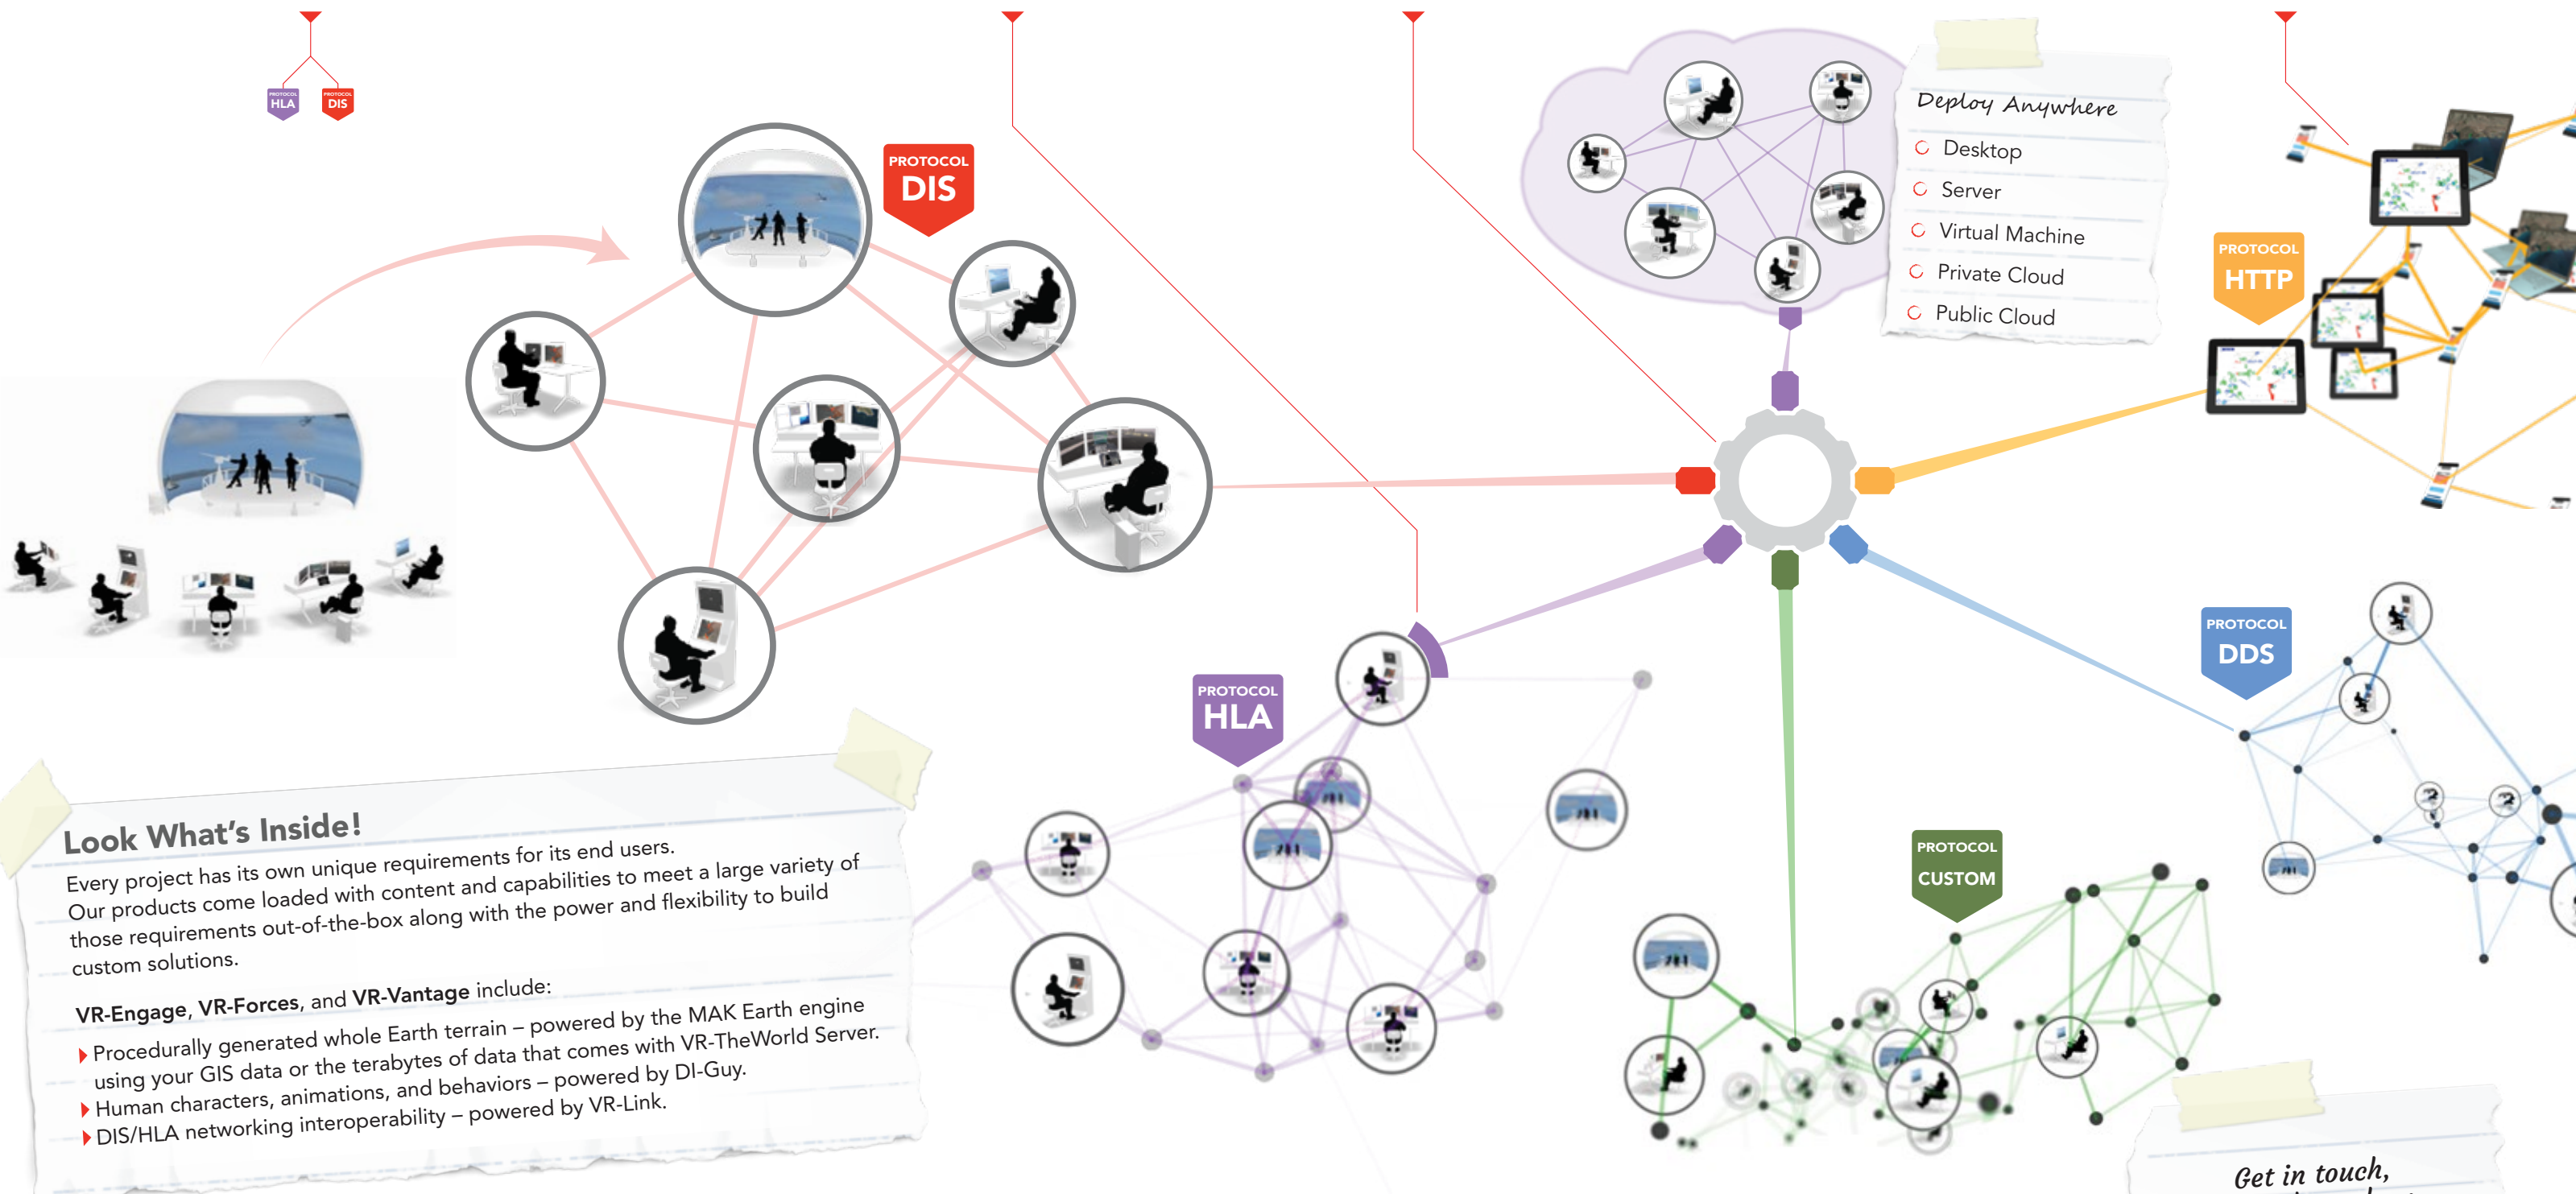 PROTOCOL
HLA
PROTOCOL
DIS
PROTOCOL
DIS
Deploy Anywhere
Desktop
Server
Virtual Machine
Private Cloud
Public Cloud
PROTOCOL
HTTP
PROTOCOL
HLA
PROTOCOL
DDS
PROTOCOL
CUSTOM
Look What's Inside!
Every project has its own unique requirements for its end users.
Our products come loaded with content and capabilities to meet a large variety of
those requirements out-of-the-box along with the power and flexibility to build
custom solutions.
VR-Engage, VR-Forces, and VR-Vantage include:
Procedurally generated whole Earth terrain – powered by the MAK Earth engine
using your GIS data or the terabytes of data that comes with VR-TheWorld Server.
Human characters, animations, and behaviors – powered by DI-Guy.
DIS/HLA networking interoperability – powered by VR-Link.
Get in touch,